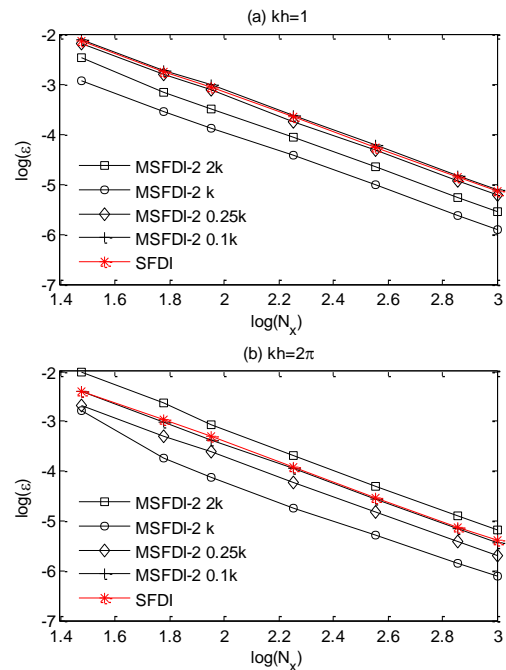 (a) kh=1
-2
-3
-4
-5
-6
-7
log(ε)
MSFDI-2 2k
MSFDI-2 k
MSFDI-2 0.25k
MSFDI-2 0.1k
SFDI
1.4 1.6 1.8 2 2.2 2.4 2.6 2.8 3
log(Nₓ)
(b) kh=2π
-2
-3
-4
-5
-6
-7
log(ε)
MSFDI-2 2k
MSFDI-2 k
MSFDI-2 0.25k
MSFDI-2 0.1k
SFDI
1.4 1.6 1.8 2 2.2 2.4 2.6 2.8 3
log(Nₓ)